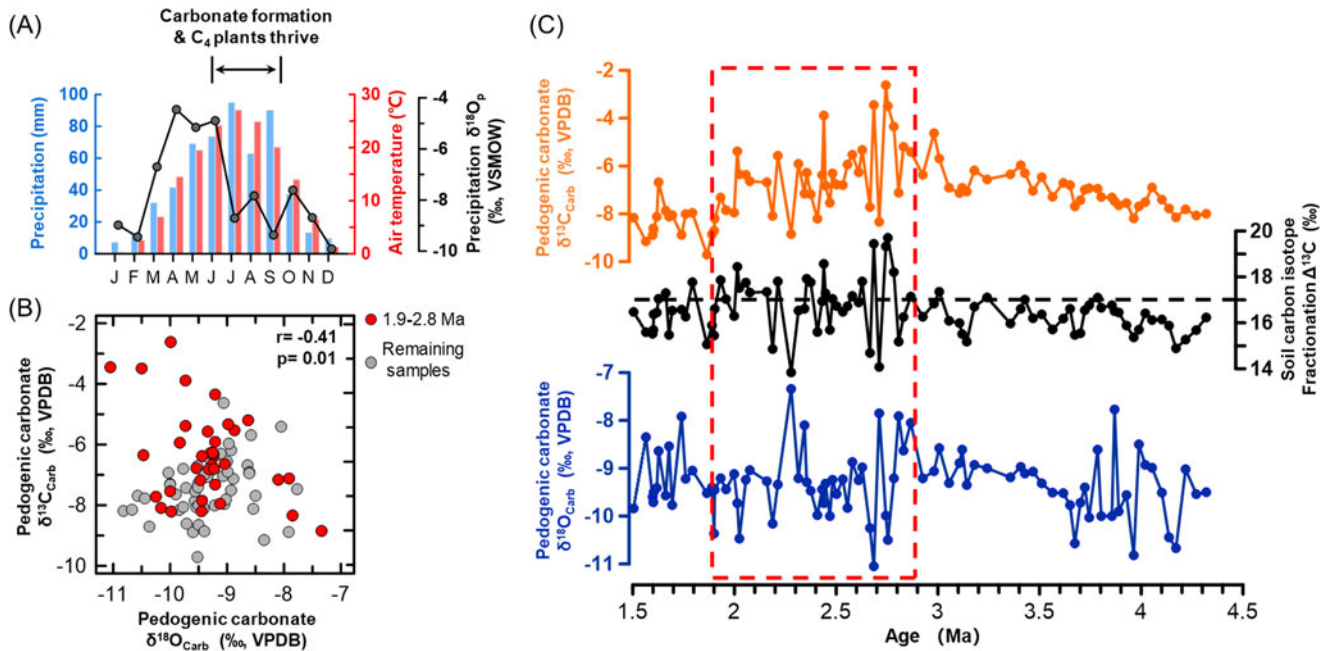 (A)
Carbonate formation
& C₄ plants thrive
Precipitation (mm)
100
80
60
40
20
0
J F M A M J J A S O N D
30
20
10
0
Air temperature (°C)
-4
-6
-8
-10
Precipitation δ¹⁸Oₚ
(‰, VSMOW)
(B)
Pedogenic carbonate
δ¹³C_Carb (‰, VPDB)
-2
-4
-6
-8
-10
r= -0.41
p= 0.01
1.9-2.8 Ma
Remaining
samples
-11 -10 -9 -8 -7
Pedogenic carbonate
δ¹⁸O_Carb (‰, VPDB)
(C)
Pedogenic carbonate
δ¹³C_Carb (‰, VPDB)
-2
-4
-6
-8
-10
20
18
16
14
Soil carbon isotope
Fractionation Δ¹³C (‰)
Pedogenic carbonate
δ¹⁸O_Carb (‰, VPDB)
-7
-8
-9
-10
-11
1.5 2 2.5 3 3.5 4 4.5
Age (Ma)